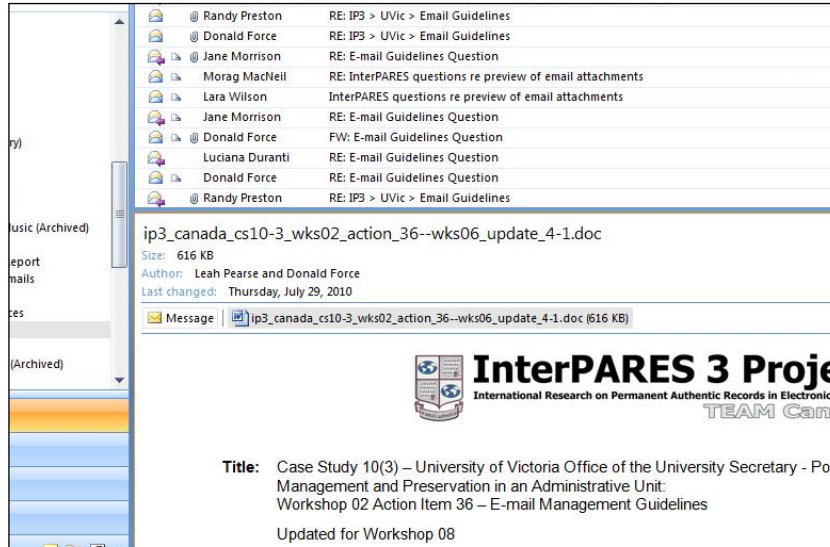 Randy Preston RE: IP3 > UVic > Email Guidelines
Donald Force RE: IP3 > UVic > Email Guidelines
Jane Morrison RE: E-mail Guidelines Question
Morag MacNeil RE: InterPARES questions re preview of email attachments
Lara Wilson InterPARES questions re preview of email attachments
Jane Morrison RE: E-mail Guidelines Question
Donald Force FW: E-mail Guidelines Question
Luciana Duranti RE: E-mail Guidelines Question
Donald Force RE: E-mail Guidelines Question
Randy Preston RE: IP3 > UVic > Email Guidelines
ry)
lusic (Archived)
eport
mails
ces
(Archived)
ip3_canada_cs10-3_wks02_action_36--wks06_update_4-1.doc
Size: 616 KB
Author: Leah Pearse and Donald Force
Last changed: Thursday, July 29, 2010
Message ip3_canada_cs10-3_wks02_action_36--wks06_update_4-1.doc (616 KB)
InterPARES 3 Proje
International Research on Permanent Authentic Records in Electronic
TEAM Can
Title: Case Study 10(3) – University of Victoria Office of the University Secretary - Po
Management and Preservation in an Administrative Unit:
Workshop 02 Action Item 36 – E-mail Management Guidelines
Updated for Workshop 08